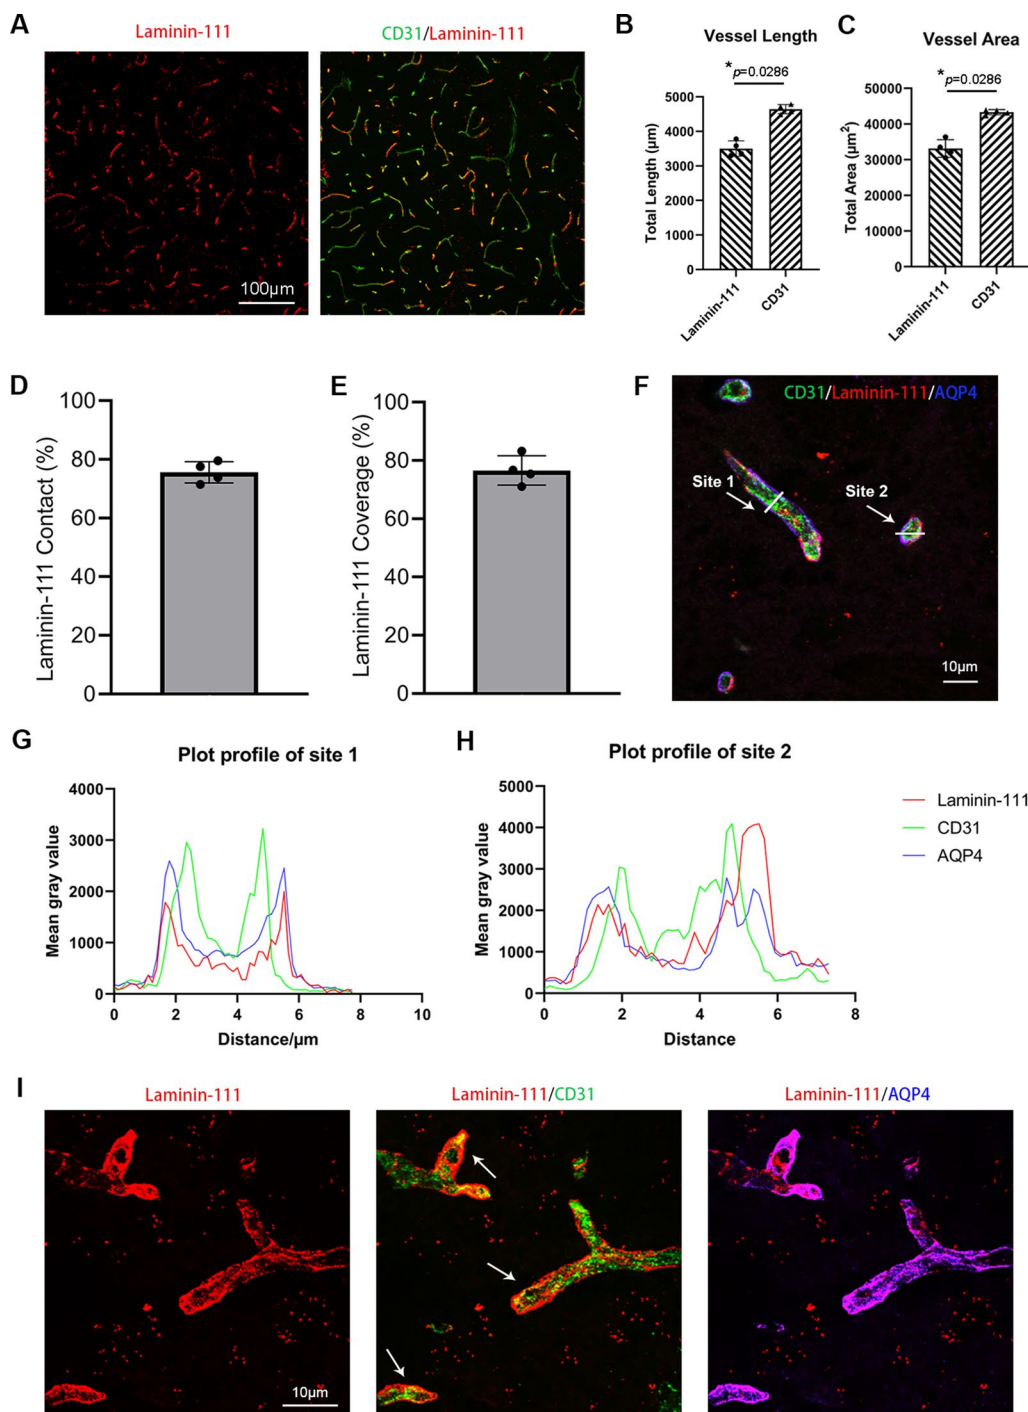 A
Laminin-111
CD31/Laminin-111
100μm
B
Vessel Length
*
p=0.0286
5000
4000
3000
2000
1000
0
Total Length (μm)
Laminin-111
CD31
C
Vessel Area
*
p=0.0286
50000
40000
30000
20000
10000
0
Total Area (μm²)
Laminin-111
CD31
D
100
80
60
40
20
0
Laminin-111 Contact (%)
E
100
80
60
40
20
0
Laminin-111 Coverage (%)
F
CD31/Laminin-111/AQP4
Site 1
Site 2
10μm
G
Plot profile of site 1
4000
3000
2000
1000
0
Mean gray value
0 2 4 6 8 10
Distance/μm
H
Plot profile of site 2
5000
4000
3000
2000
1000
0
Mean gray value
0 2 4 6 8
Distance
Laminin-111
CD31
AQP4
I
Laminin-111
Laminin-111/CD31
Laminin-111/AQP4
10μm